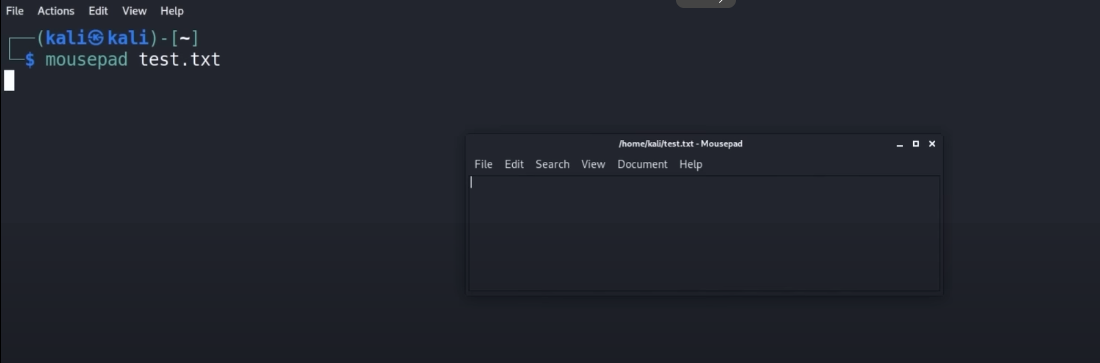 File Actions Edit View Help
┌──(kali㉿kali)-[~]
└─$ mousepad test.txt
/home/kali/test.txt - Mousepad
File Edit Search View Document Help